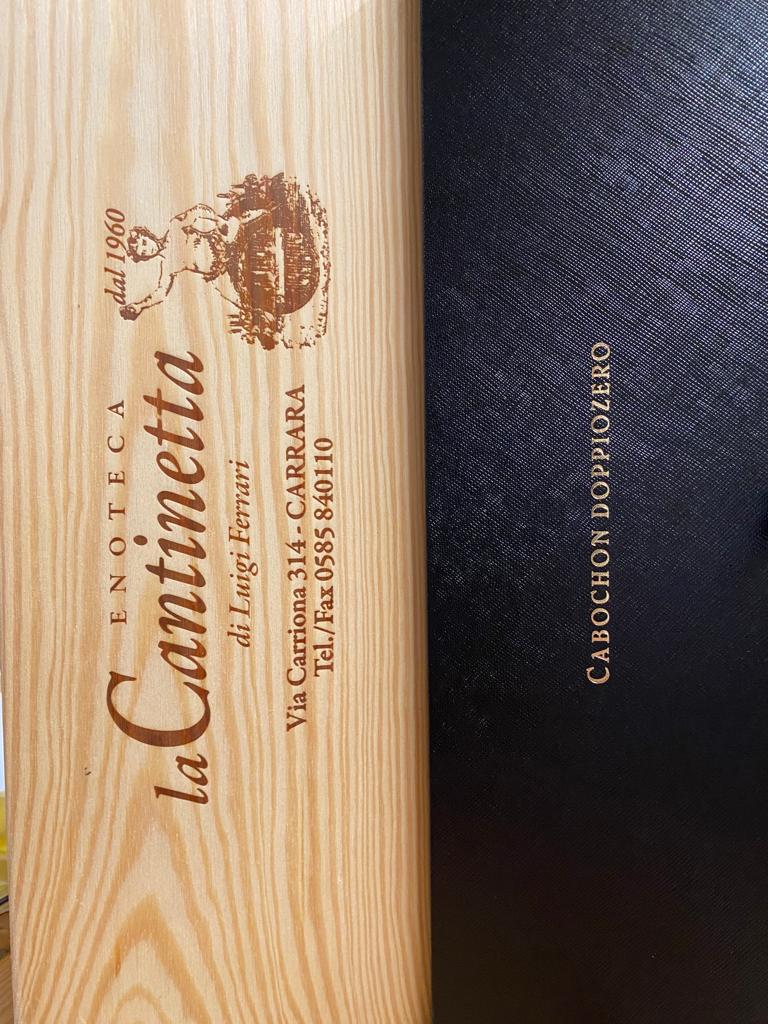 dal 1960
ENOTECA
la Cantinetta
di Luigi Ferrari
Via Carriona 314 - CARRARA
Tel./Fax 0585 840110
CABOCHON DOPPIOZERO